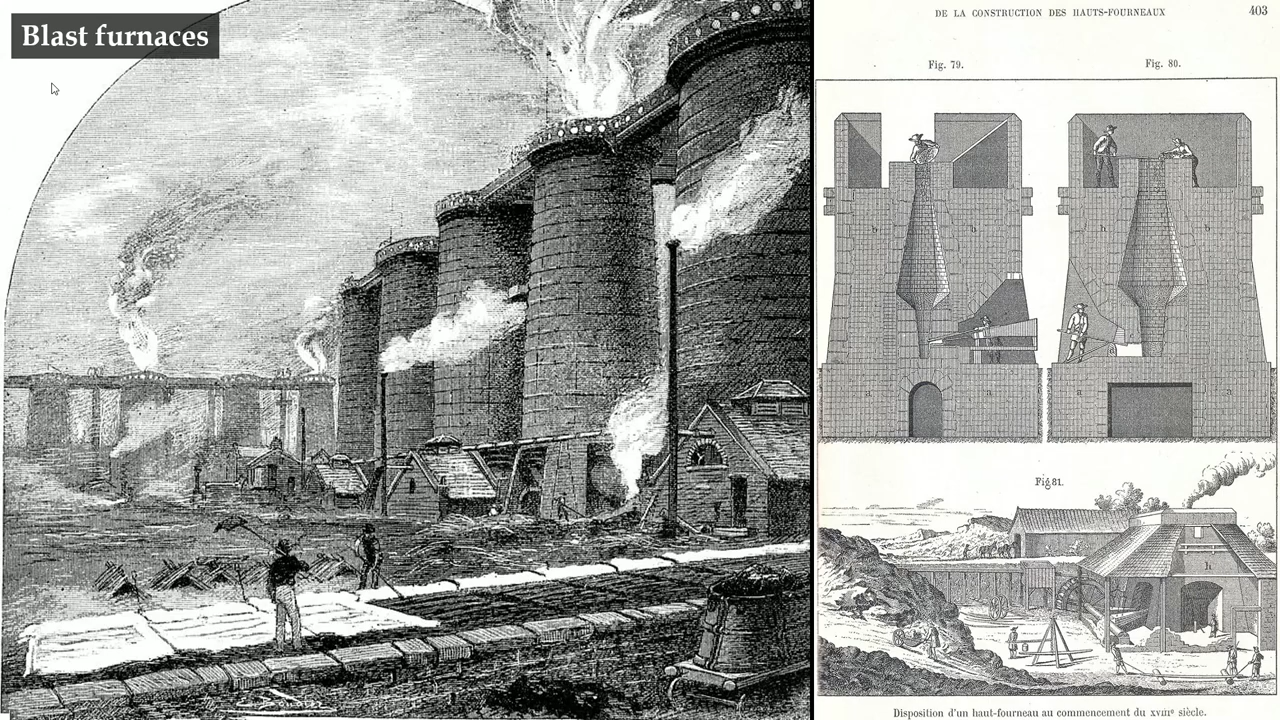 Blast furnaces
DE LA CONSTRUCTION DES HAUTS-FOURNEAUX 403
Fig. 79.
Fig. 80.
b
h
h
b
a
a
a
Fig 81.
h
Disposition d'un haut-fourneau au commencement du XVIIIe siècle.